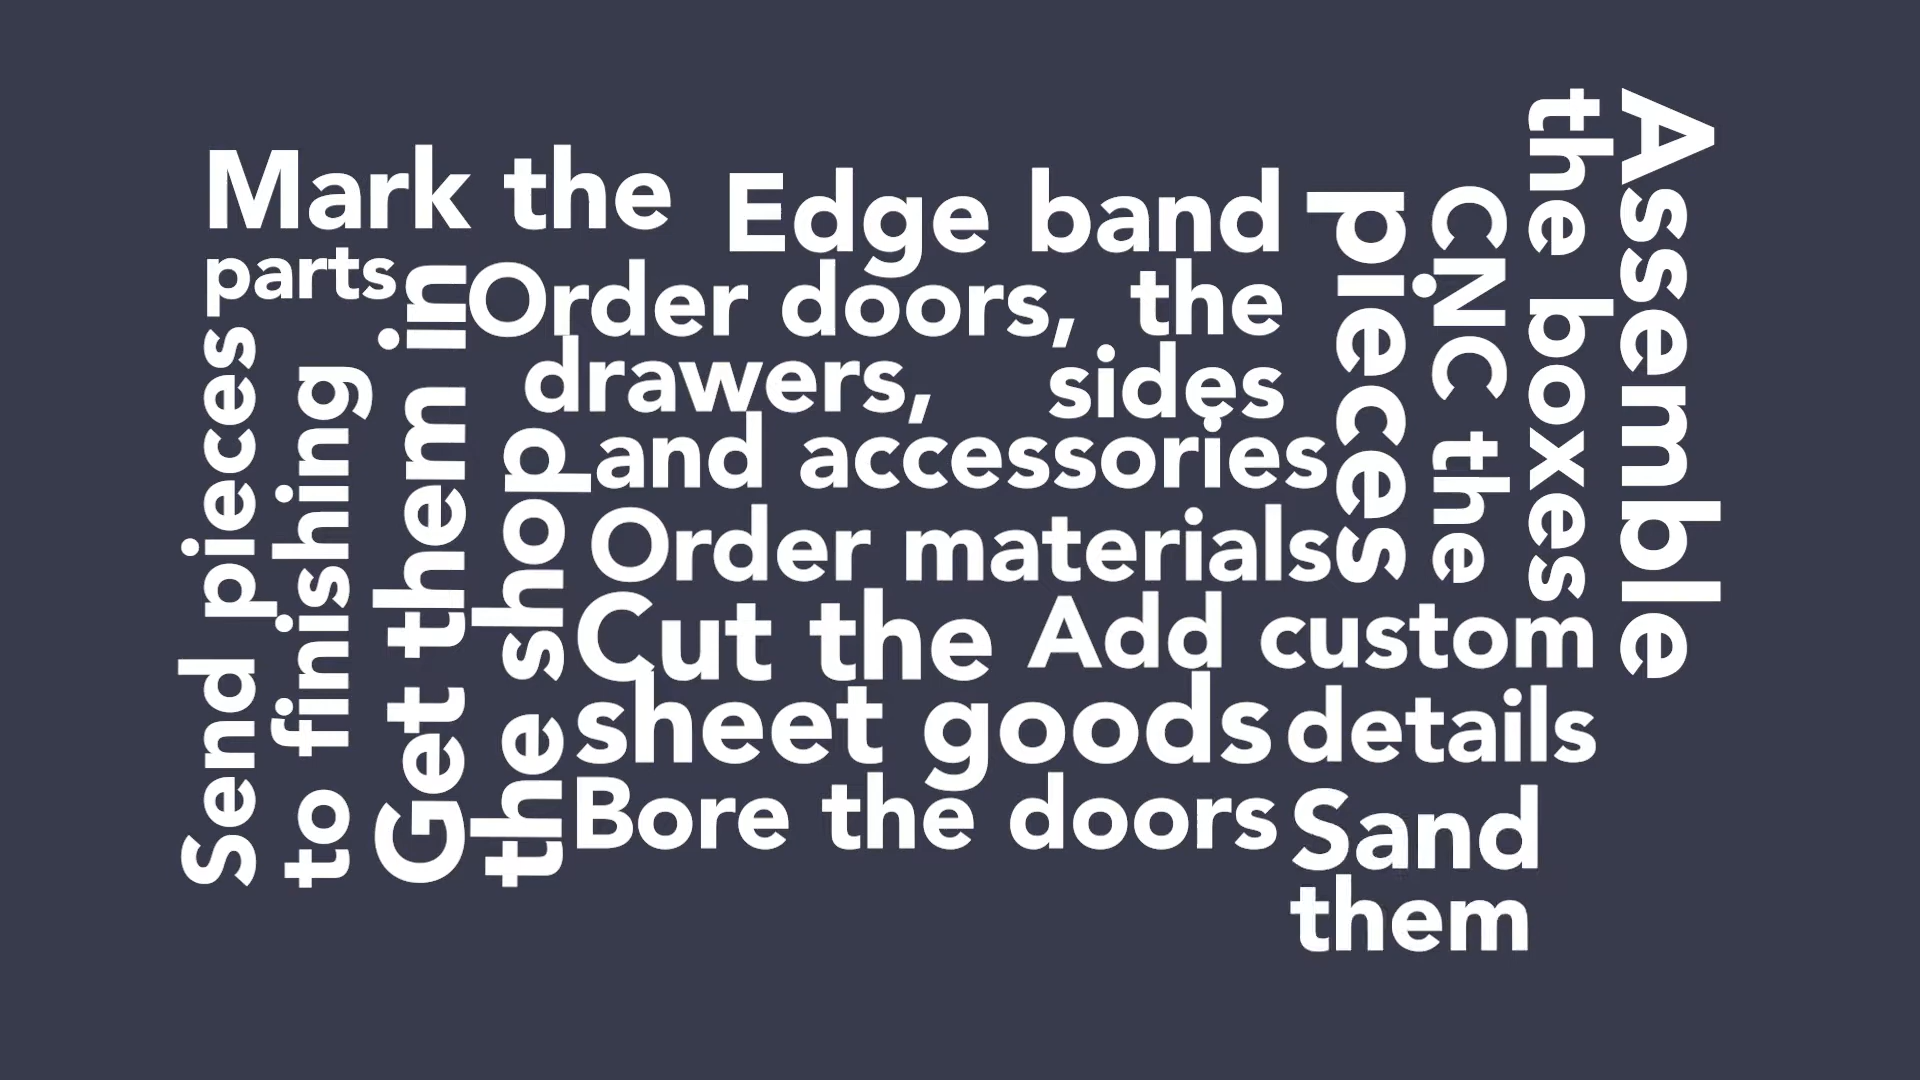 Mark the
parts
Edge band
the
sides
Order doors,
drawers,
and accessories
Order materials
Cut the
sheet goods
Bore the doors
Add custom
details
Sand
them
Send pieces
to finishing
Get them in
the shop
CNC the
pieces
Assemble
the boxes